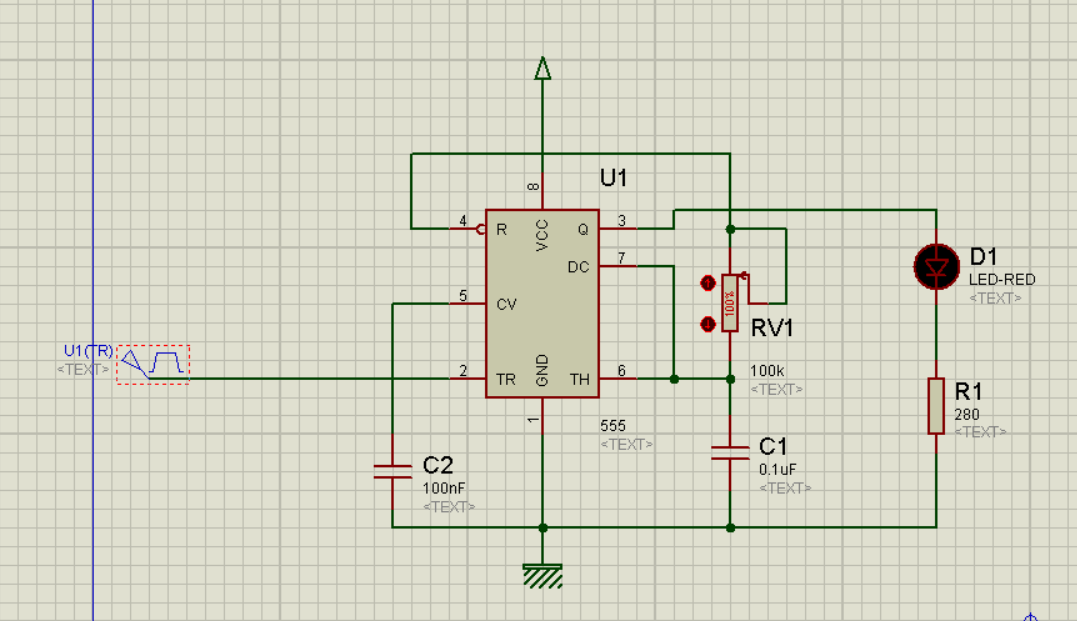 U1
8
VCC
4
R
Q
3
DC
7
D1
LED-RED
<TEXT>
5
CV
100%
RV1
U1(TR)
<TEXT>
2
TR
GND
TH
6
100k
<TEXT>
1
555
<TEXT>
R1
280
<TEXT>
C1
0.1uF
<TEXT>
C2
100nF
<TEXT>